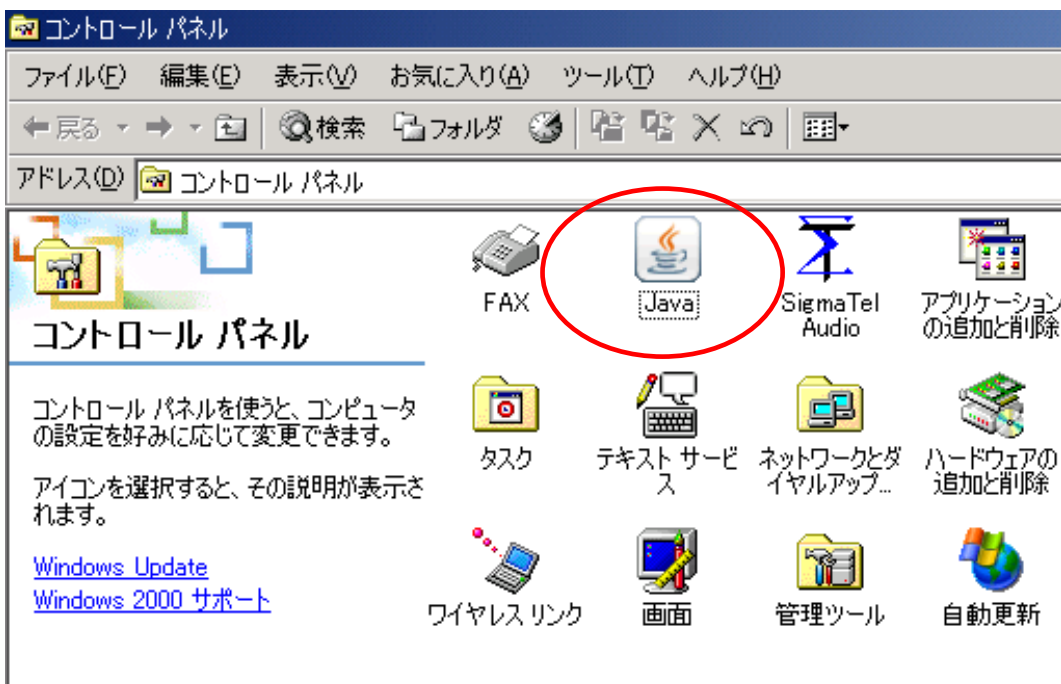 コントロール パネル
ファイル(F) 編集(E) 表示(V) お気に入り(A) ツール(T) ヘルプ(H)
戻る 検索 フォルダ
アドレス(D) コントロール パネル
コントロール パネル
コントロール パネルを使うと、コンピュータ
の設定を好みに応じて変更できます。
アイコンを選択すると、その説明が表示さ
れます。
Windows Update
Windows 2000 サポート
FAX
Java
SigmaTel
Audio
アプリケーション
の追加と削除
タスク
テキスト サービ
ス
ネットワークとダ
イヤルアップ...
ハードウェアの
追加と削除
ワイヤレス リンク
画面
管理ツール
自動更新